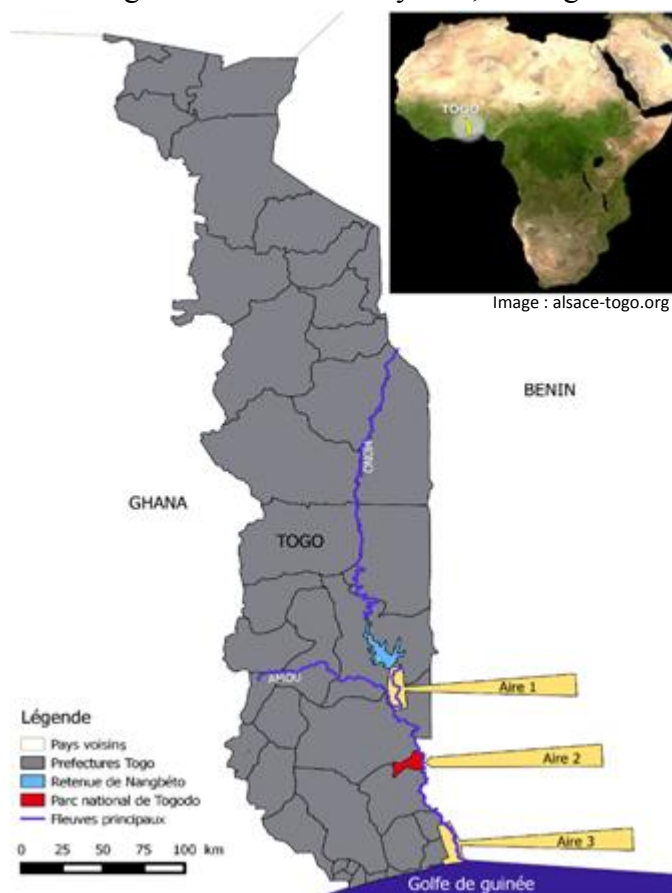 TOGO
Image : alsace-togo.org
BENIN
MONO
GHANA
TOGO
AMOU
Aire 1
Aire 2
Aire 3
Légende
Pays voisins
Prefectures Togo
Retenue de Nangbéto
Parc national de Togodo
Fleuves principaux
0 25 50 75 100 km
Golfe de guinée